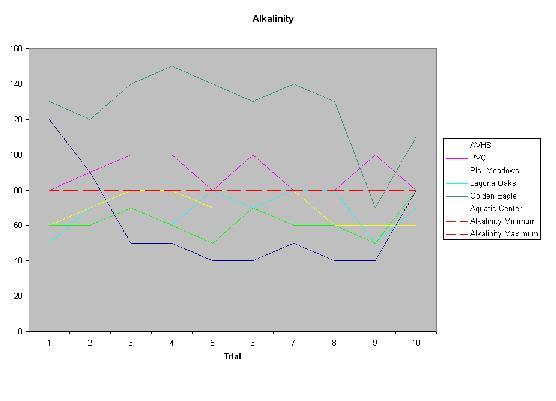 Alkalinity
160
140
120
100
80
60
40
20
0
1 2 3 4 5 6 7 8 9 10
Trial
AVHS
Meadows
Laguna Oaks
Golden Eagle
Aquatic Center
Alkalinity Minimum
Alkalinity Maximum